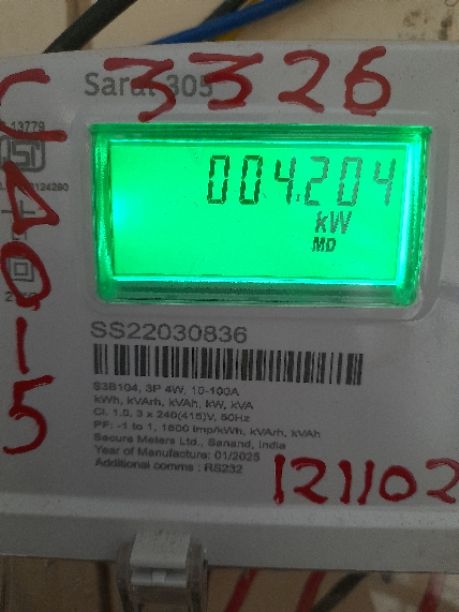 3326
Saral 305
13779
004.204
kW
MD
SS22030836
S3B104, 3P 4W, 10-100A
kWh, kVArh, kVAh, kW, kVA
Cl. 1.0, 3 x 240(415)V, 50Hz
PF: -1 to 1, 1600 imp/kWh, kVArh, kVAh
Secure Meters Ltd., Sanand, India
Year of Manufacture: 01/2025
Additional comms : RS232
121102